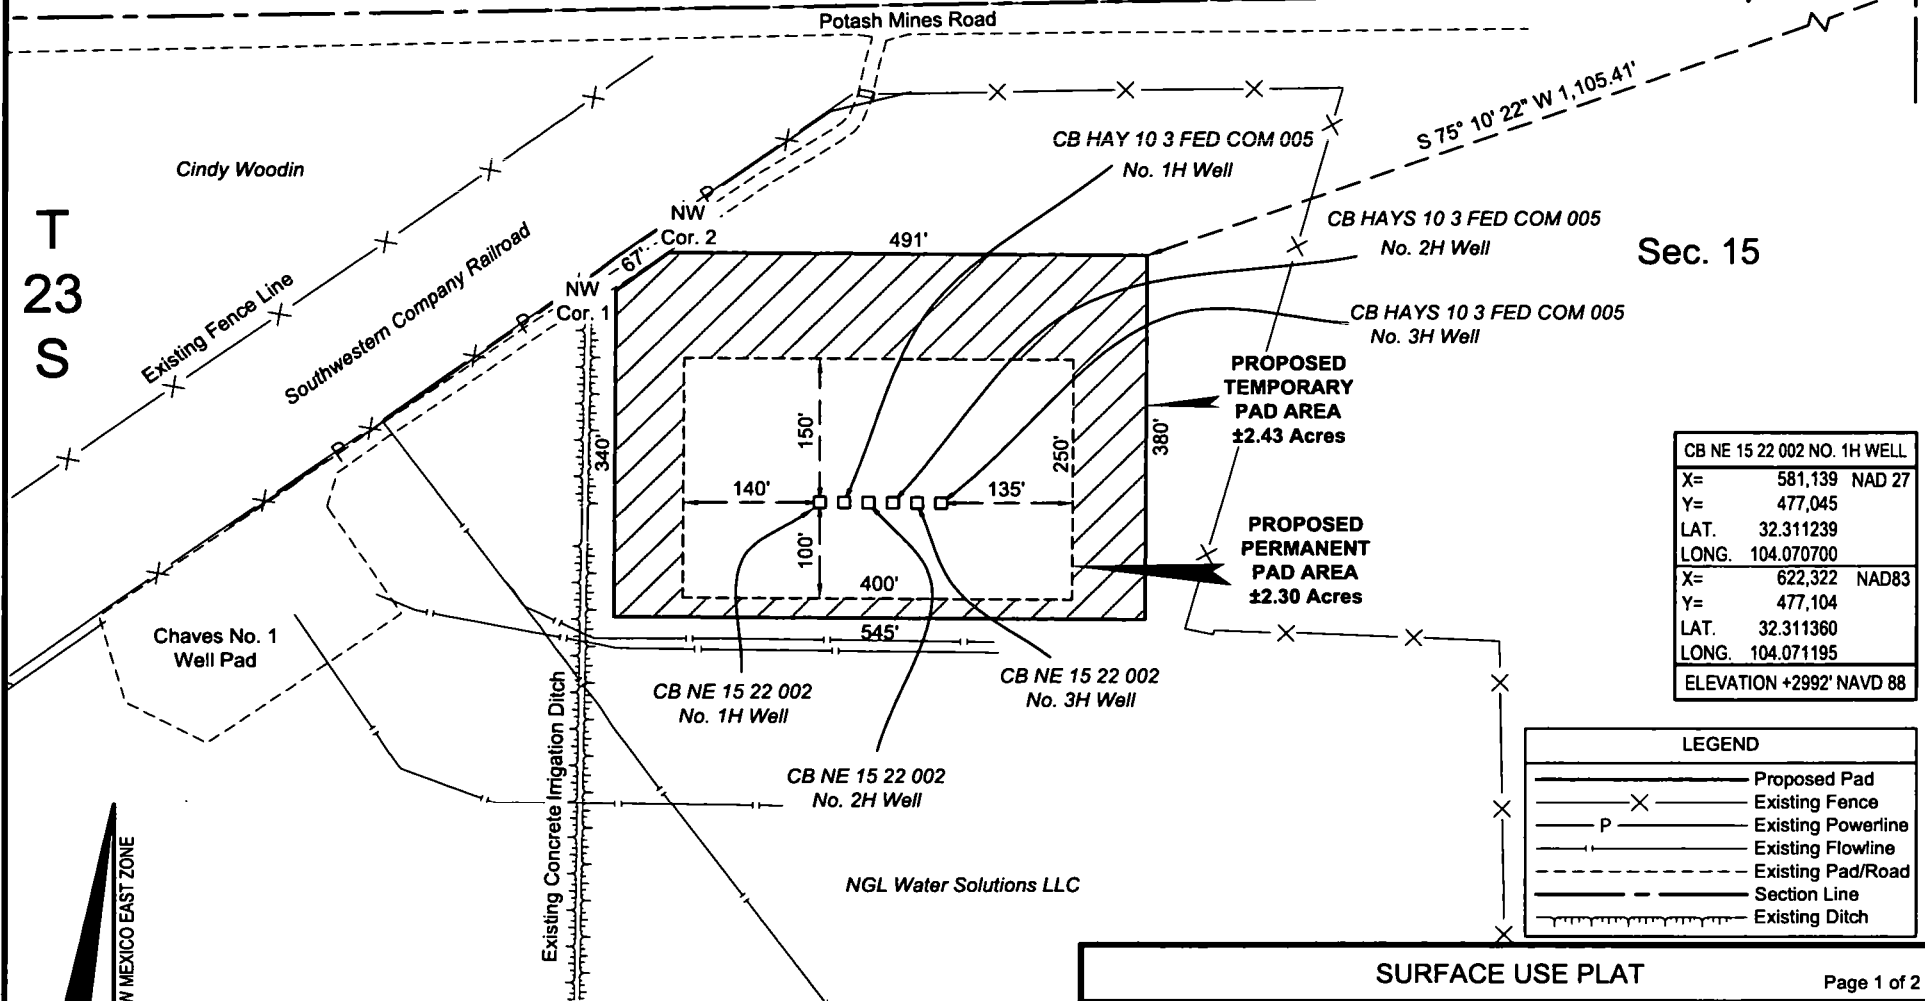 Potash Mines Road
S 75° 10' 22" W 1,105.41'
Cindy Woodin
CB HAY 10 3 FED COM 005
No. 1H Well
T
23
S
NW
Cor. 2
491'
CB HAYS 10 3 FED COM 005
No. 2H Well
Sec. 15
67'
NW
Cor. 1
Existing Fence Line
Southwestern Company Railroad
CB HAYS 10 3 FED COM 005
No. 3H Well
PROPOSED
TEMPORARY
PAD AREA
±2.43 Acres
P
P
P
340'
150'
250'
380'
140'
135'
100'
400'
545'
PROPOSED
PERMANENT
PAD AREA
±2.30 Acres
CB NE 15 22 002 NO. 1H WELL
X= 581,139 NAD 27
Y= 477,045
LAT. 32.311239
LONG. 104.070700
X= 622,322 NAD83
Y= 477,104
LAT. 32.311360
LONG. 104.071195
ELEVATION +2992' NAVD 88
Chaves No. 1
Well Pad
CB NE 15 22 002
No. 1H Well
CB NE 15 22 002
No. 3H Well
CB NE 15 22 002
No. 2H Well
Existing Concrete Irrigation Ditch
NGL Water Solutions LLC
W MEXICO EAST ZONE
LEGEND
Proposed Pad
Existing Fence
P Existing Powerline
Existing Flowline
Existing Pad/Road
Section Line
Existing Ditch
SURFACE USE PLAT
Page 1 of 2